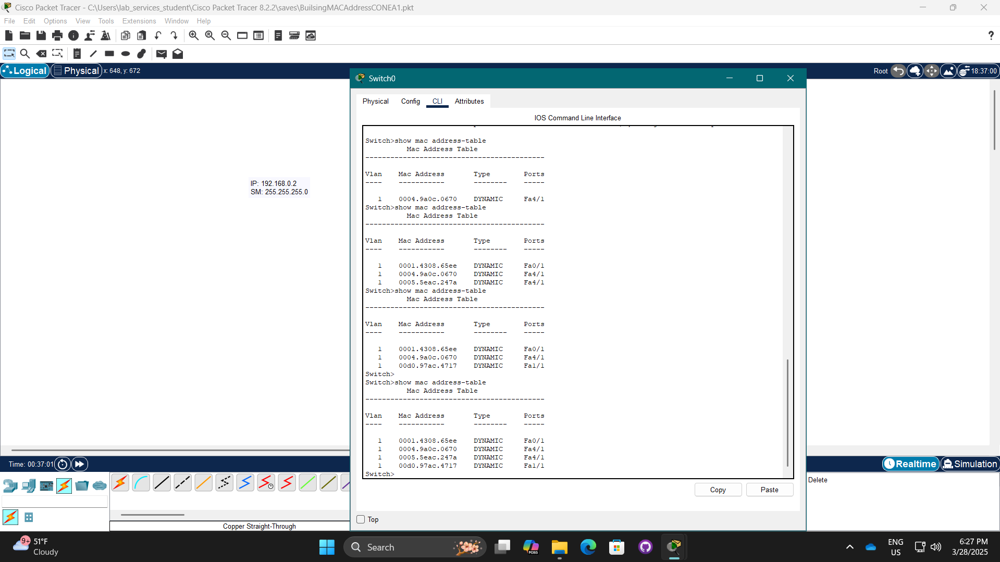 Cisco Packet Tracer - C:\Users\lab_services_student\Cisco Packet Tracer 8.2.2\saves\BuilsingMACAddressCONEA1.pkt
File Edit Options View Tools Extensions Window Help
?
Logical Physical x: 648, y: 672
Root 18:37:00
Switch0
Physical Config CLI Attributes
IOS Command Line Interface
Switch>show mac address-table
Mac Address Table
-------------------------------------------
Vlan Mac Address Type Ports
---- ----------- -------- -----
1 0004.9a0c.0670 DYNAMIC Fa4/1
Switch>show mac address-table
Mac Address Table
-------------------------------------------
Vlan Mac Address Type Ports
---- ----------- -------- -----
1 0001.4308.65ee DYNAMIC Fa0/1
1 0004.9a0c.0670 DYNAMIC Fa4/1
1 0005.5eac.247a DYNAMIC Fa4/1
Switch>show mac address-table
Mac Address Table
-------------------------------------------
Vlan Mac Address Type Ports
---- ----------- -------- -----
1 0001.4308.65ee DYNAMIC Fa0/1
1 0004.9a0c.0670 DYNAMIC Fa4/1
1 00d0.97ac.4717 DYNAMIC Fa1/1
Switch>
Switch>show mac address-table
Mac Address Table
-------------------------------------------
Vlan Mac Address Type Ports
---- ----------- -------- -----
1 0001.4308.65ee DYNAMIC Fa0/1
1 0004.9a0c.0670 DYNAMIC Fa4/1
1 0005.5eac.247a DYNAMIC Fa4/1
1 00d0.97ac.4717 DYNAMIC Fa1/1
Switch>
Copy Paste
Top
IP: 192.168.0.2
SM: 255.255.255.0
Time: 00:37:01
Realtime Simulation
Delete
Copper Straight-Through
9+ 51°F
Cloudy
Search
M365
ENG
US
6:27 PM
3/28/2025